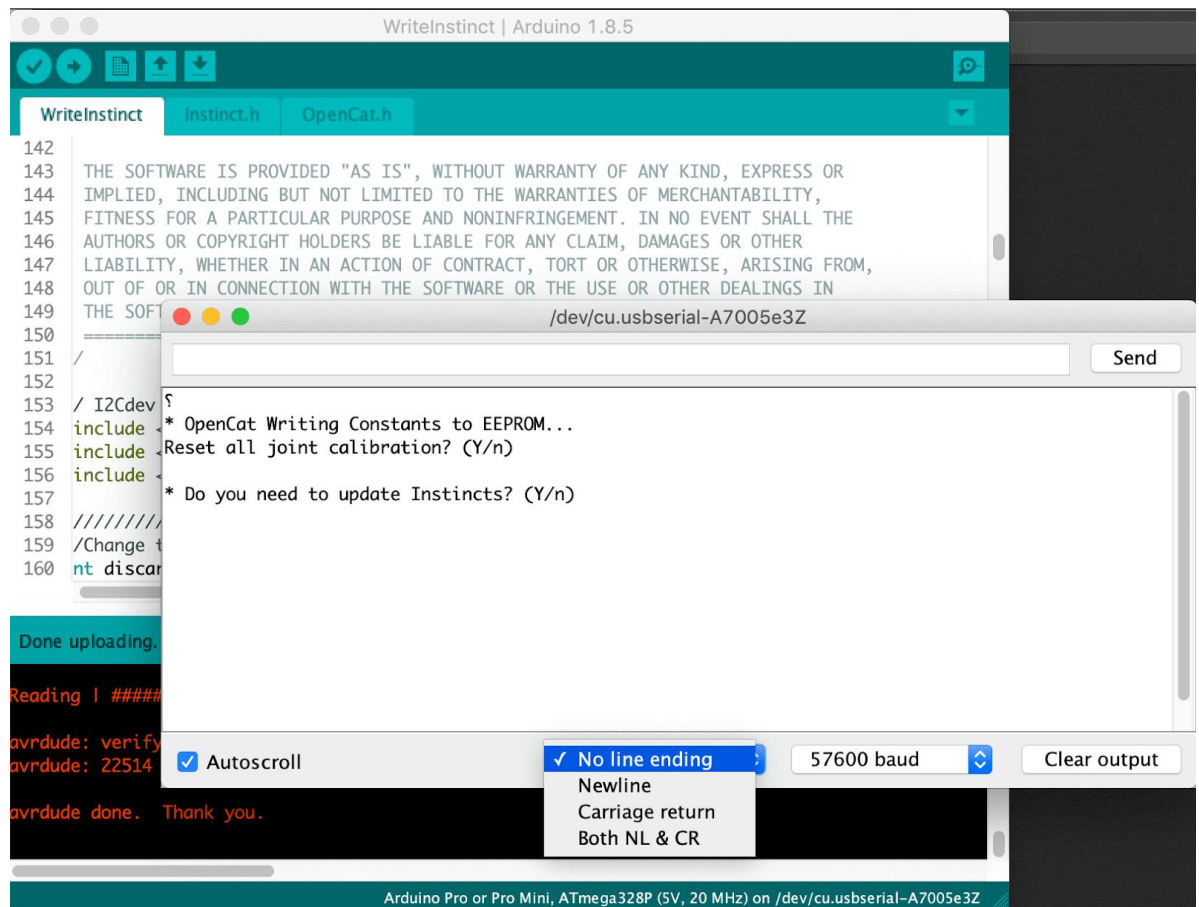 WriteInstinct | Arduino 1.8.5
WriteInstinct Instinct.h OpenCat.h
142
143 THE SOFTWARE IS PROVIDED "AS IS", WITHOUT WARRANTY OF ANY KIND, EXPRESS OR
144 IMPLIED, INCLUDING BUT NOT LIMITED TO THE WARRANTIES OF MERCHANTABILITY,
145 FITNESS FOR A PARTICULAR PURPOSE AND NONINFRINGEMENT. IN NO EVENT SHALL THE
146 AUTHORS OR COPYRIGHT HOLDERS BE LIABLE FOR ANY CLAIM, DAMAGES OR OTHER
147 LIABILITY, WHETHER IN AN ACTION OF CONTRACT, TORT OR OTHERWISE, ARISING FROM,
148 OUT OF OR IN CONNECTION WITH THE SOFTWARE OR THE USE OR OTHER DEALINGS IN
149 THE SOFT
150 =========
151 /
152
153 / I2Cdev
154 include <
155 include <
156 include <
157
158 /////////
159 /Change t
160 nt discar
/dev/cu.usbserial-A7005e3Z
Send
⸮
* OpenCat Writing Constants to EEPROM...
Reset all joint calibration? (Y/n)
* Do you need to update Instincts? (Y/n)
Autoscroll
✓ No line ending
Newline
Carriage return
Both NL & CR
57600 baud
Clear output
Done uploading.
Reading | #####
avrdude: verify
avrdude: 22514
avrdude done. Thank you.
Arduino Pro or Pro Mini, ATmega328P (5V, 20 MHz) on /dev/cu.usbserial-A7005e3Z